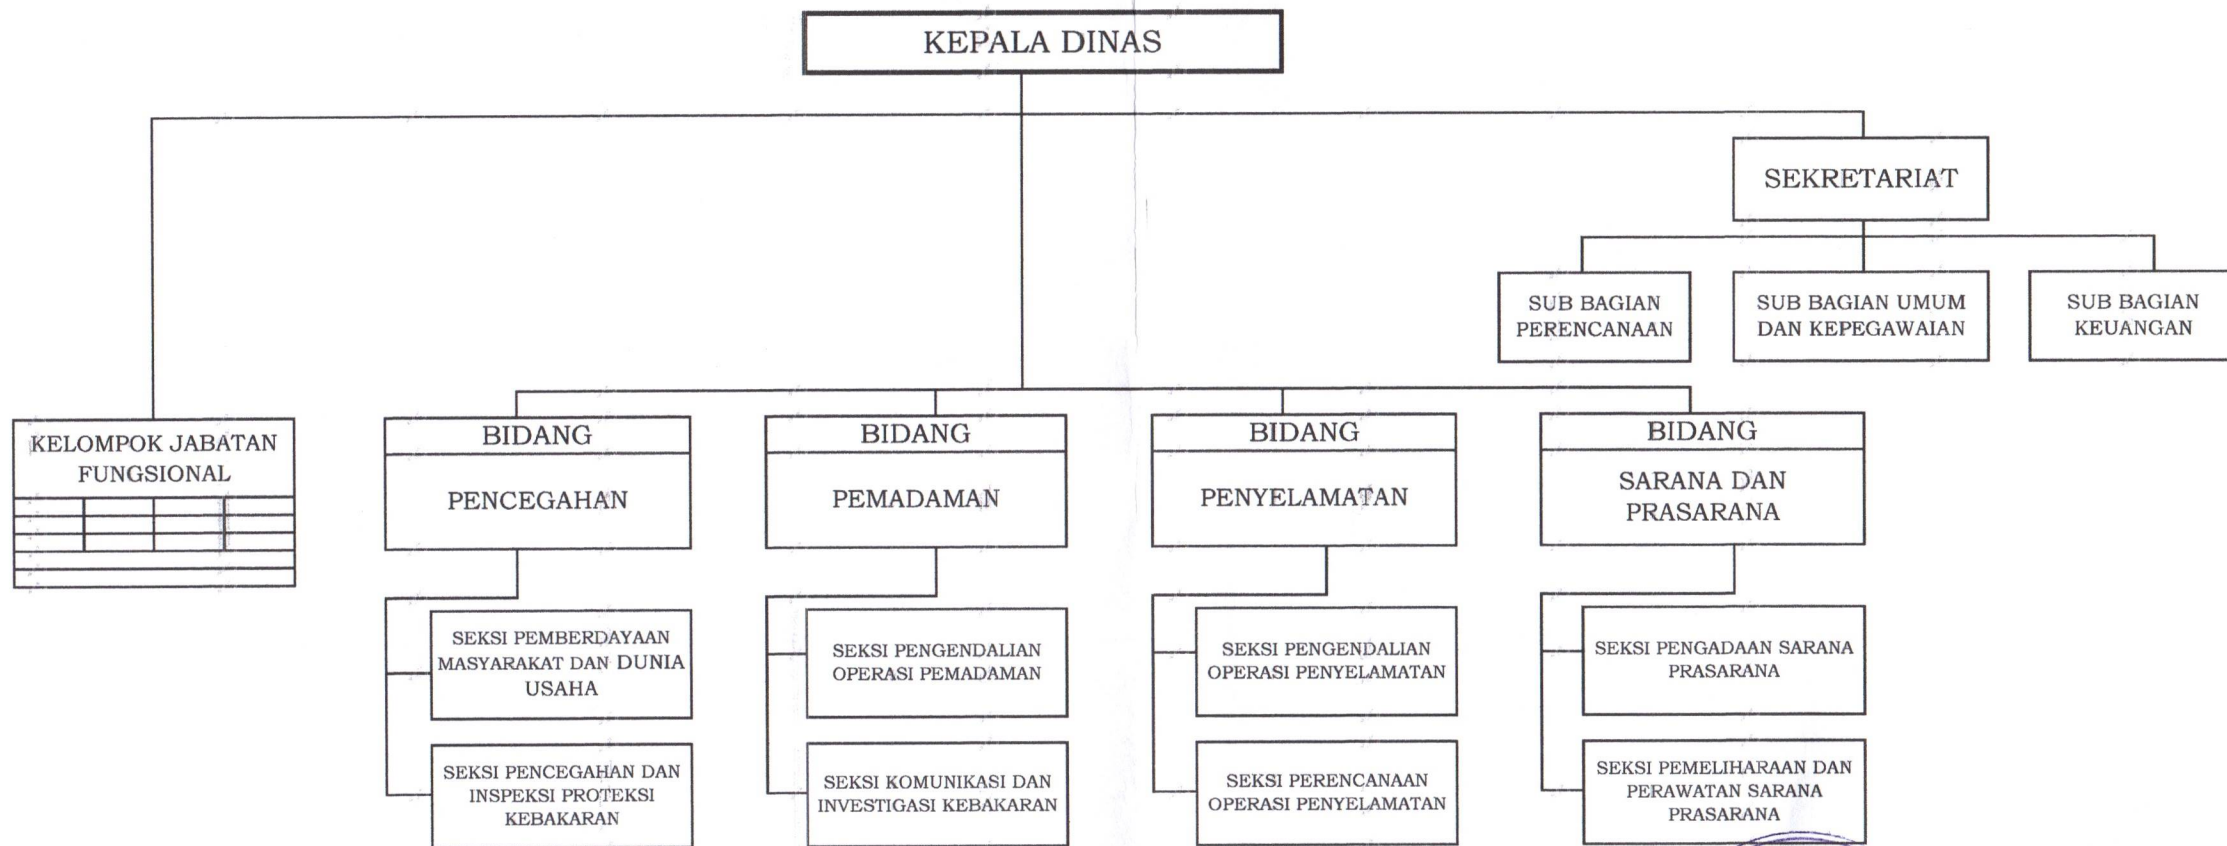 KEPALA DINAS
SEKRETARIAT
SUB BAGIAN
PERENCANAAN
SUB BAGIAN UMUM
DAN KEPEGAWAIAN
SUB BAGIAN
KEUANGAN
KELOMPOK JABATAN
FUNGSIONAL
BIDANG
PENCEGAHAN
BIDANG
PEMADAMAN
BIDANG
PENYELAMATAN
BIDANG
SARANA DAN
PRASARANA
SEKSI PEMBERDAYAAN
MASYARAKAT DAN DUNIA
USAHA
SEKSI PENCEGAHAN DAN
INSPEKSI PROTEKSI
KEBAKARAN
SEKSI PENGENDALIAN
OPERASI PEMADAMAN
SEKSI KOMUNIKASI DAN
INVESTIGASI KEBAKARAN
SEKSI PENGENDALIAN
OPERASI PENYELAMATAN
SEKSI PERENCANAAN
OPERASI PENYELAMATAN
SEKSI PENGADAAN SARANA
PRASARANA
SEKSI PEMELIHARAAN DAN
PERAWATAN SARANA
PRASARANA